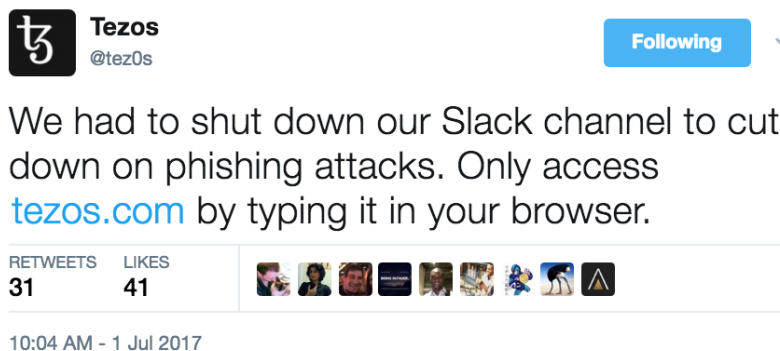 Tezos
@tez0s
Following
We had to shut down our Slack channel to cut
down on phishing attacks. Only access
tezos.com by typing it in your browser.
RETWEETS LIKES
31 41
10:04 AM - 1 Jul 2017